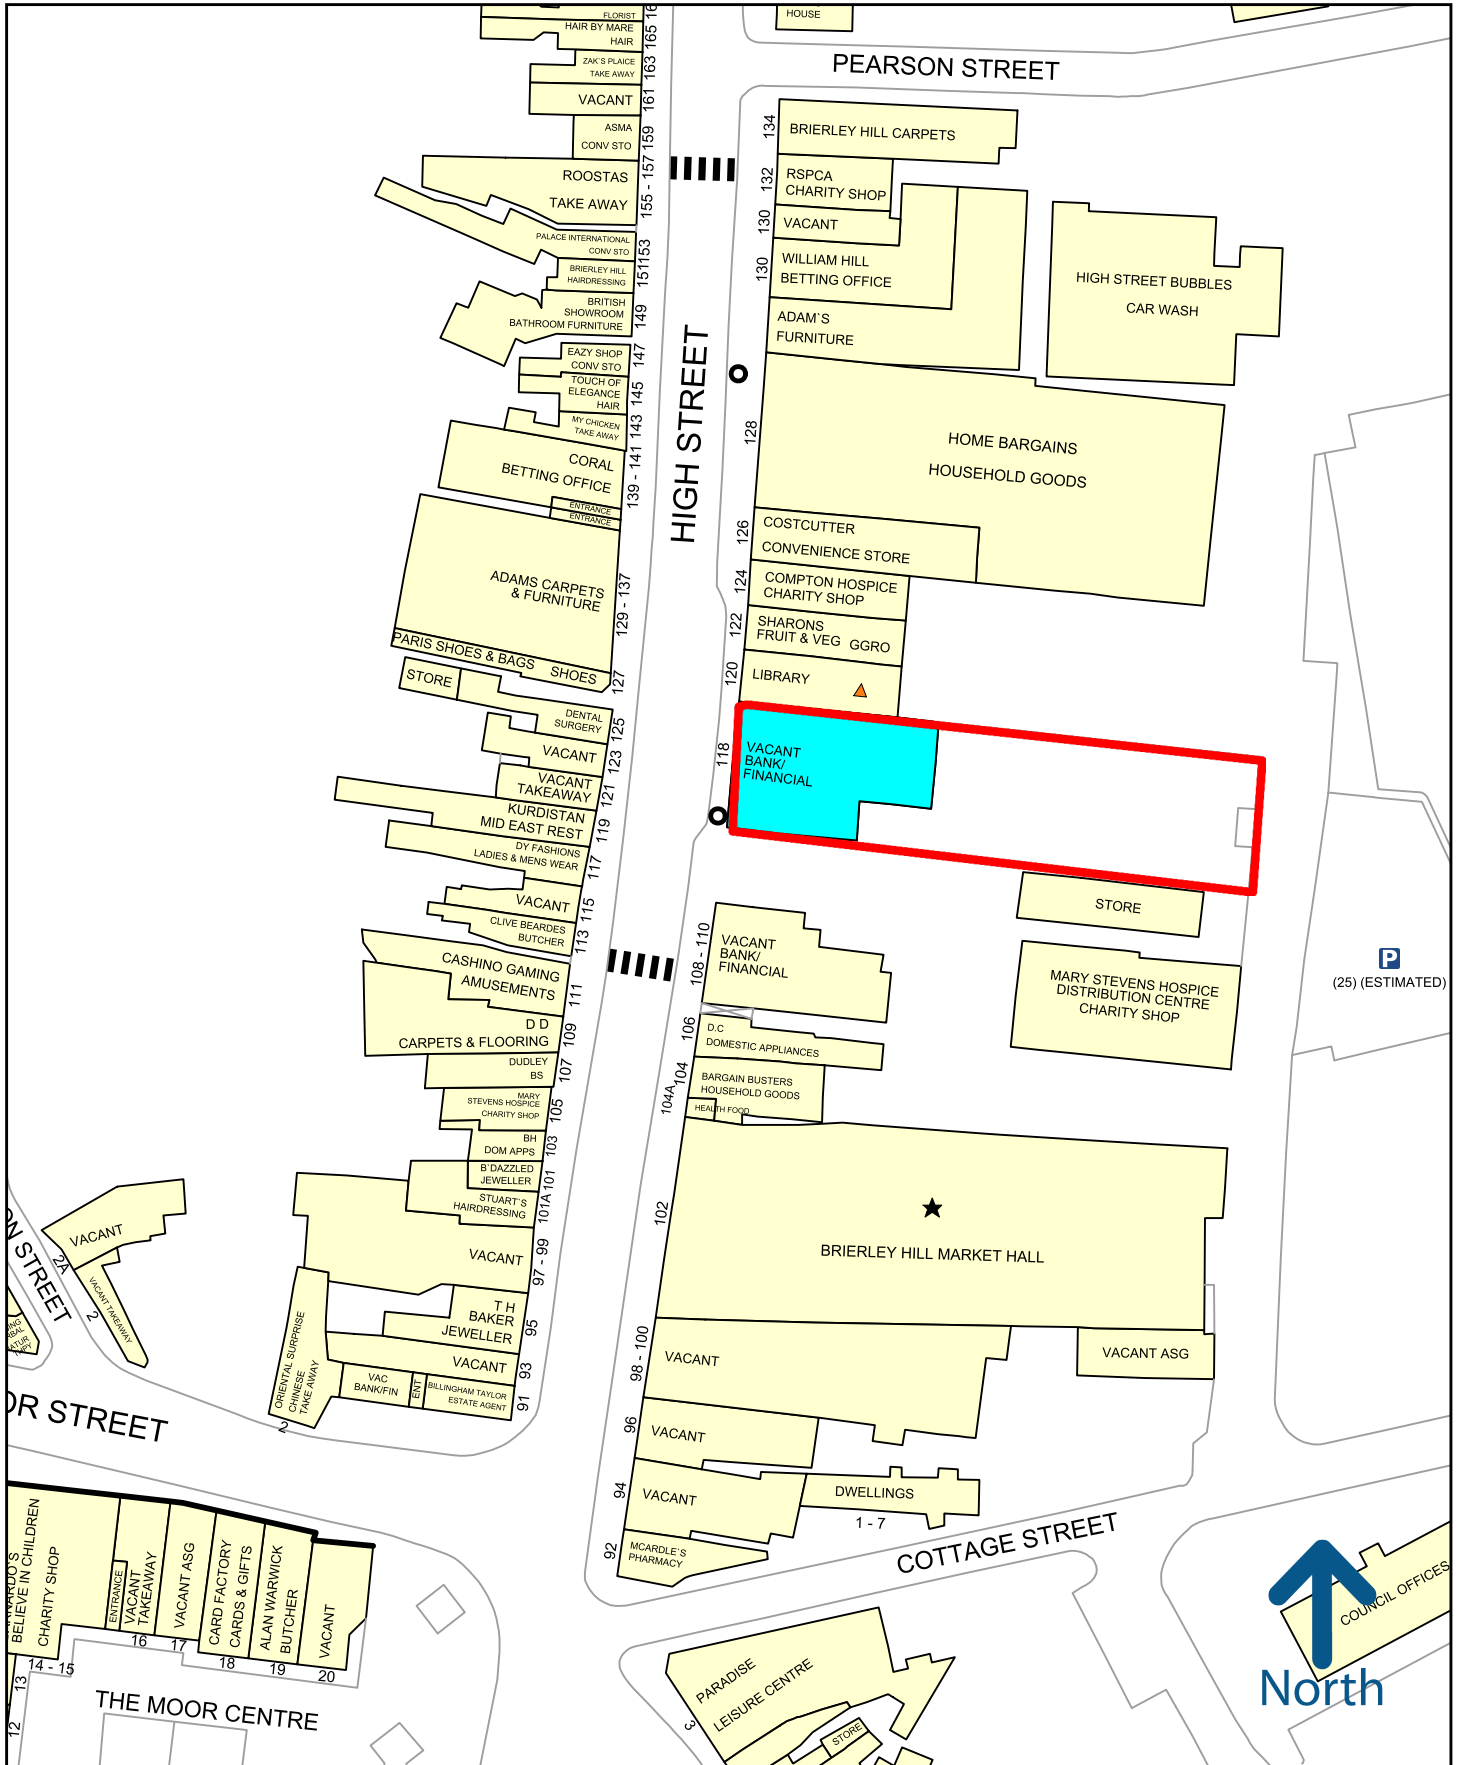 FLORIST
HAIR BY MARE
HAIR
165
ZAK'S PLAICE
TAKE AWAY
163
VACANT
161
ASMA
CONV STO
159
ROOSTAS
TAKE AWAY
155 - 157
PALACE INTERNATIONAL
CONV STO
153
BRIERLEY HILL
HAIRDRESSING
151
BRITISH
SHOWROOM
BATHROOM FURNITURE
149
EAZY SHOP
CONV STO
147
TOUCH OF
ELEGANCE
HAIR
145
MY CHICKEN
TAKE AWAY
143
CORAL
BETTING OFFICE
139 - 141
ENTRANCE
ENTRANCE
ADAMS CARPETS
& FURNITURE
129 - 137
PARIS SHOES & BAGS SHOES
127
STORE
DENTAL
SURGERY
125
VACANT
123
VACANT
TAKEAWAY
121
KURDISTAN
MID EAST REST
119
DY FASHIONS
LADIES & MENS WEAR
117
VACANT
115
CLIVE BEARDES
BUTCHER
113
CASHINO GAMING
AMUSEMENTS
111
D D
CARPETS & FLOORING
109
DUDLEY
BS
107
MARY
STEVENS HOSPICE
CHARITY SHOP
105
BH
DOM APPS
103
B`DAZZLED
JEWELLER
101
STUART`S
HAIRDRESSING
101A
VACANT
97 - 99
T H
BAKER
JEWELLER
95
VACANT
93
VAC
BANK/FIN
ENT
BILLINGHAM TAYLOR
ESTATE AGENT
91
ORIENTAL SURPRISE
CHINESE
TAKE AWAY
2
VACANT
2A
VACANT TAKEAWAY
2
ON STREET
OR STREET
HIGH STREET
HOUSE
PEARSON STREET
134
BRIERLEY HILL CARPETS
132
RSPCA
CHARITY SHOP
130
VACANT
130
WILLIAM HILL
BETTING OFFICE
ADAM`S
FURNITURE
HIGH STREET BUBBLES
CAR WASH
128
HOME BARGAINS
HOUSEHOLD GOODS
126
COSTCUTTER
CONVENIENCE STORE
124
COMPTON HOSPICE
CHARITY SHOP
122
SHARONS
FRUIT & VEG GGRO
120
LIBRARY
118
VACANT
BANK/
FINANCIAL
STORE
108 - 110
VACANT
BANK/
FINANCIAL
MARY STEVENS HOSPICE
DISTRIBUTION CENTRE
CHARITY SHOP
P
(25) (ESTIMATED)
106
D.C
DOMESTIC APPLIANCES
104
BARGAIN BUSTERS
HOUSEHOLD GOODS
104A
HEALTH FOOD
102
BRIERLEY HILL MARKET HALL
98 - 100
VACANT
VACANT ASG
96
VACANT
94
VACANT
DWELLINGS
1 - 7
92
MCARDLE`S
PHARMACY
COTTAGE STREET
COUNCIL OFFICES
North
PARADISE
LEISURE CENTRE
3
STORE
BELIEVE IN CHILDREN
CHARITY SHOP
14 - 15
ENTRANCE
VACANT
TAKEAWAY
16
VACANT ASG
17
CARD FACTORY
CARDS & GIFTS
18
ALAN WARWICK
BUTCHER
19
VACANT
20
13
12
THE MOOR CENTRE